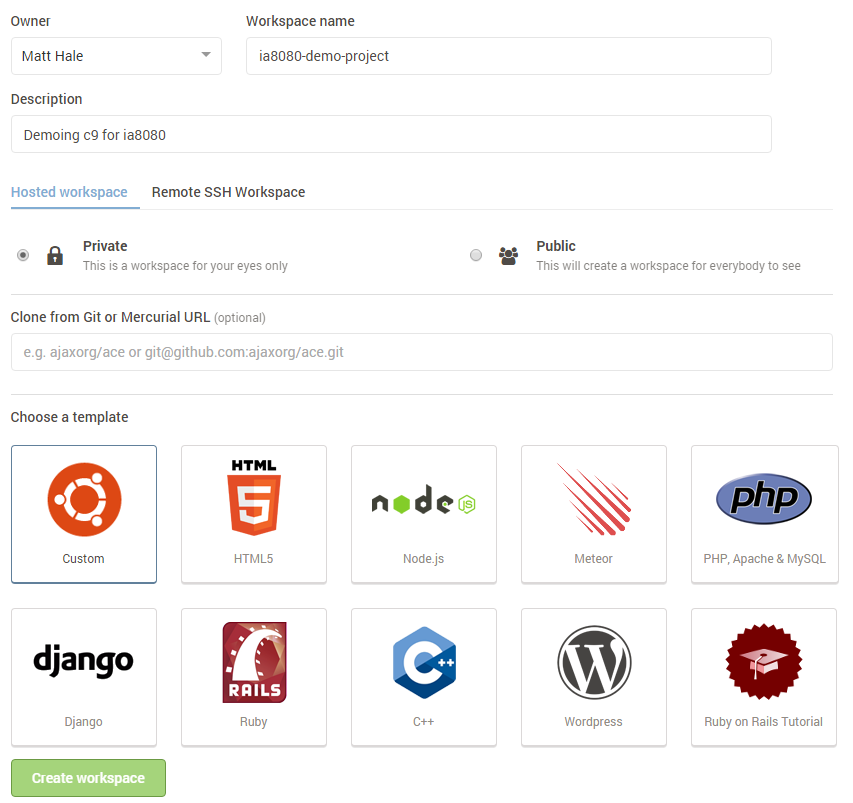 Owner
Workspace name
Matt Hale
ia8080-demo-project
Description
Demoing c9 for ia8080
Hosted workspace
Remote SSH Workspace
Private
This is a workspace for your eyes only
Public
This will create a workspace for everybody to see
Clone from Git or Mercurial URL (optional)
e.g. ajaxorg/ace or git@github.com:ajaxorg/ace.git
Choose a template
Custom
HTML
5
HTML5
node
JS
Node.js
Meteor
php
PHP, Apache & MySQL
django
Django
RAILS
Ruby
C++
C++
W
Wordpress
Ruby on Rails Tutorial
Create workspace